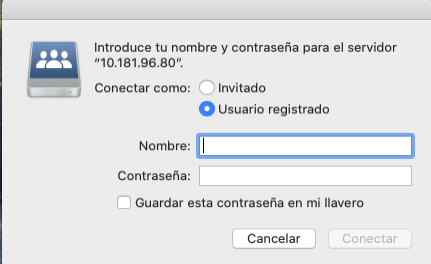 Introduce tu nombre y contraseña para el servidor
“10.181.96.80”.
Conectar como: Invitado
Usuario registrado
Nombre:
Contraseña:
Guardar esta contraseña en mi llavero
Cancelar Conectar